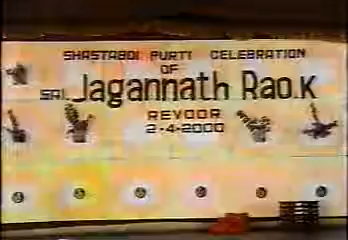 SHASTABDI PURTI CELEBRATION
OF
SRI Jagannath Rao.K
REVOOR
2-4-2000